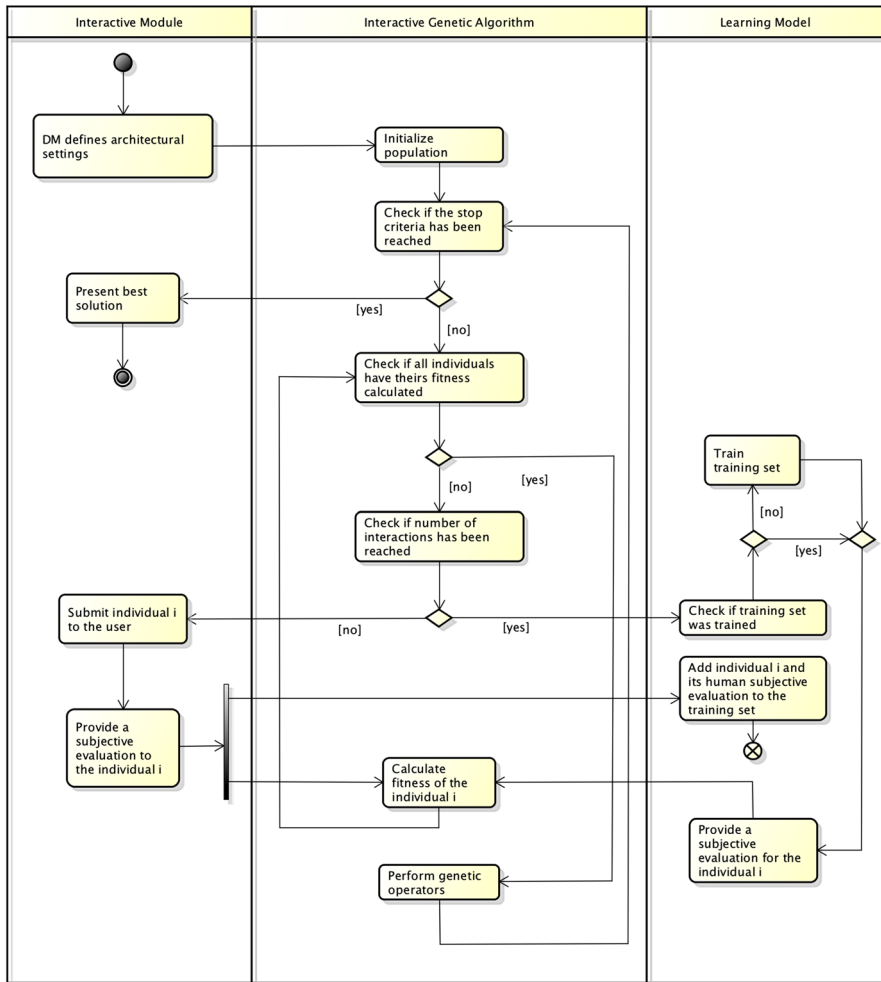 Interactive Module
Interactive Genetic Algorithm
Learning Model
DM defines architectural
settings
Initialize
population
Check if the stop
criteria has been
reached
Present best
solution
[yes]
[no]
Check if all individuals
have theirs fitness
calculated
[no]
[yes]
Train
training set
[no]
[yes]
Check if number of
interactions has been
reached
Submit individual i
to the user
[no]
[yes]
Check if training set
was trained
Add individual i and
its human subjective
evaluation to the
training set
Provide a
subjective
evaluation to
the individual i
Calculate
fitness of the
individual i
Provide a
subjective
evaluation for the
individual i
Perform genetic
operators